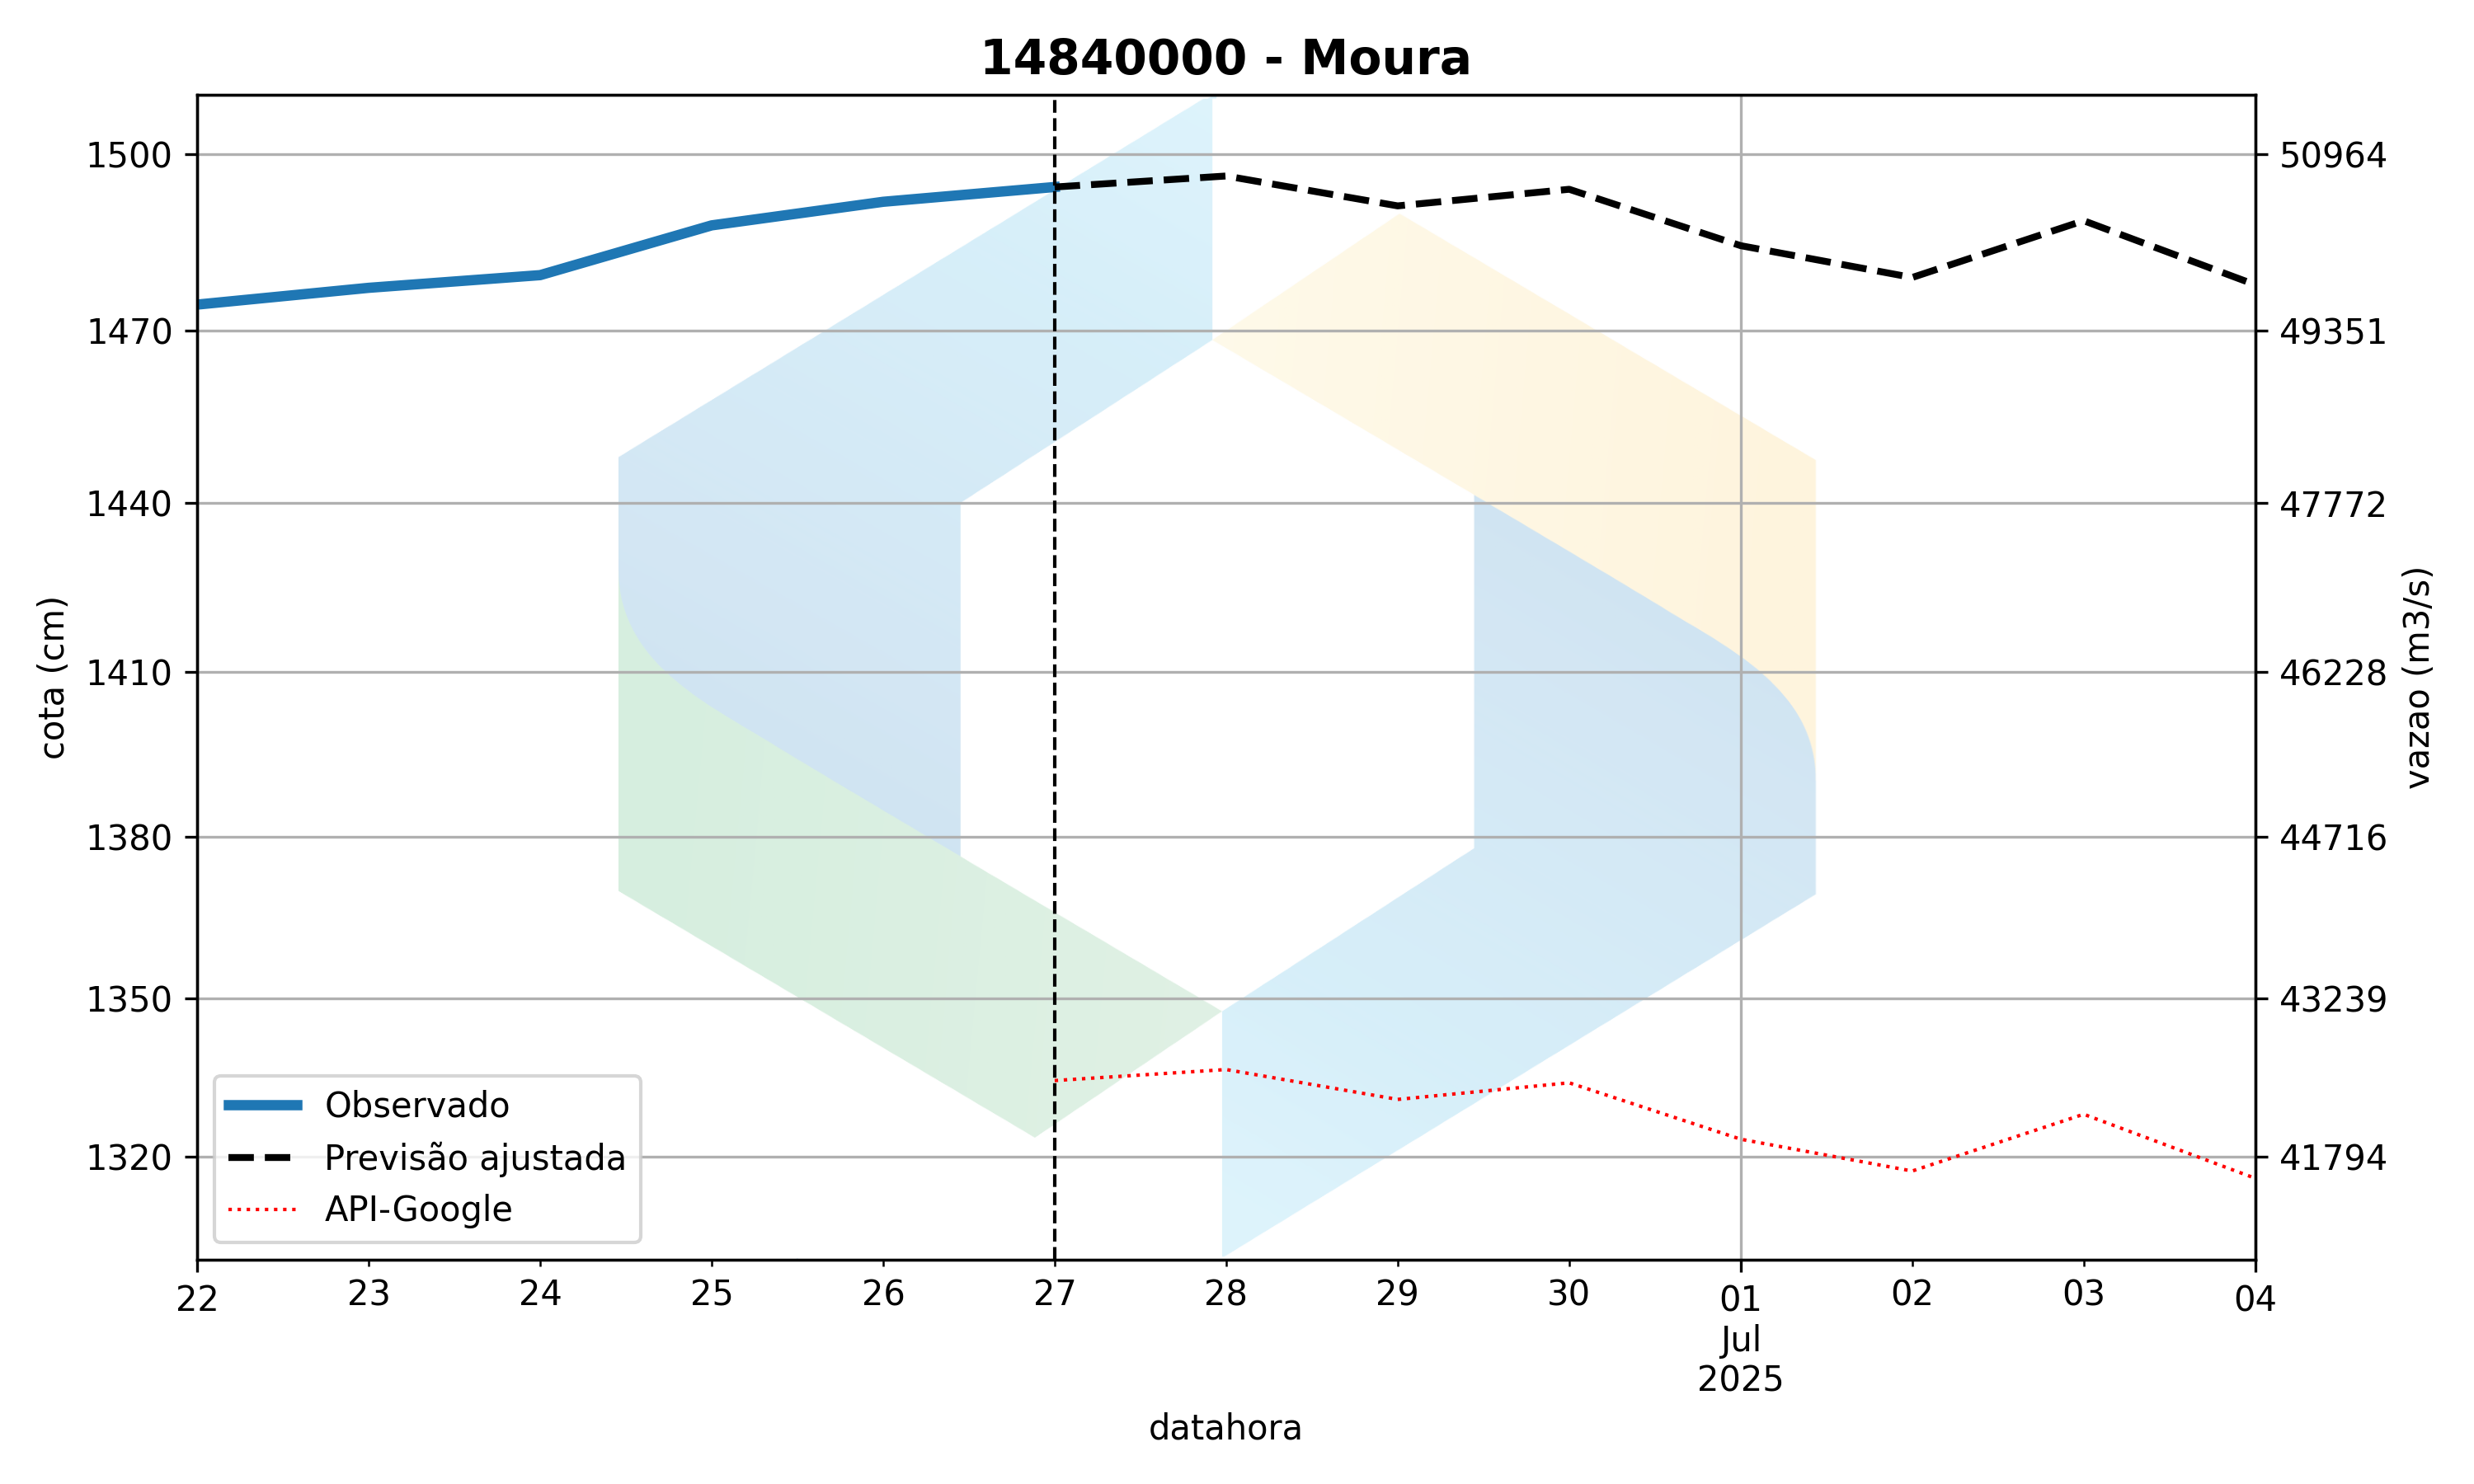 14840000 - Moura
1500
1470
1440
1410
1380
1350
1320
cota (cm)
50964
49351
47772
46228
44716
43239
41794
vazao (m3/s)
Observado
Previsão ajustada
API-Google
22 23 24 25 26 27 28 29 30 01 02 03 04
Jul
2025
datahora